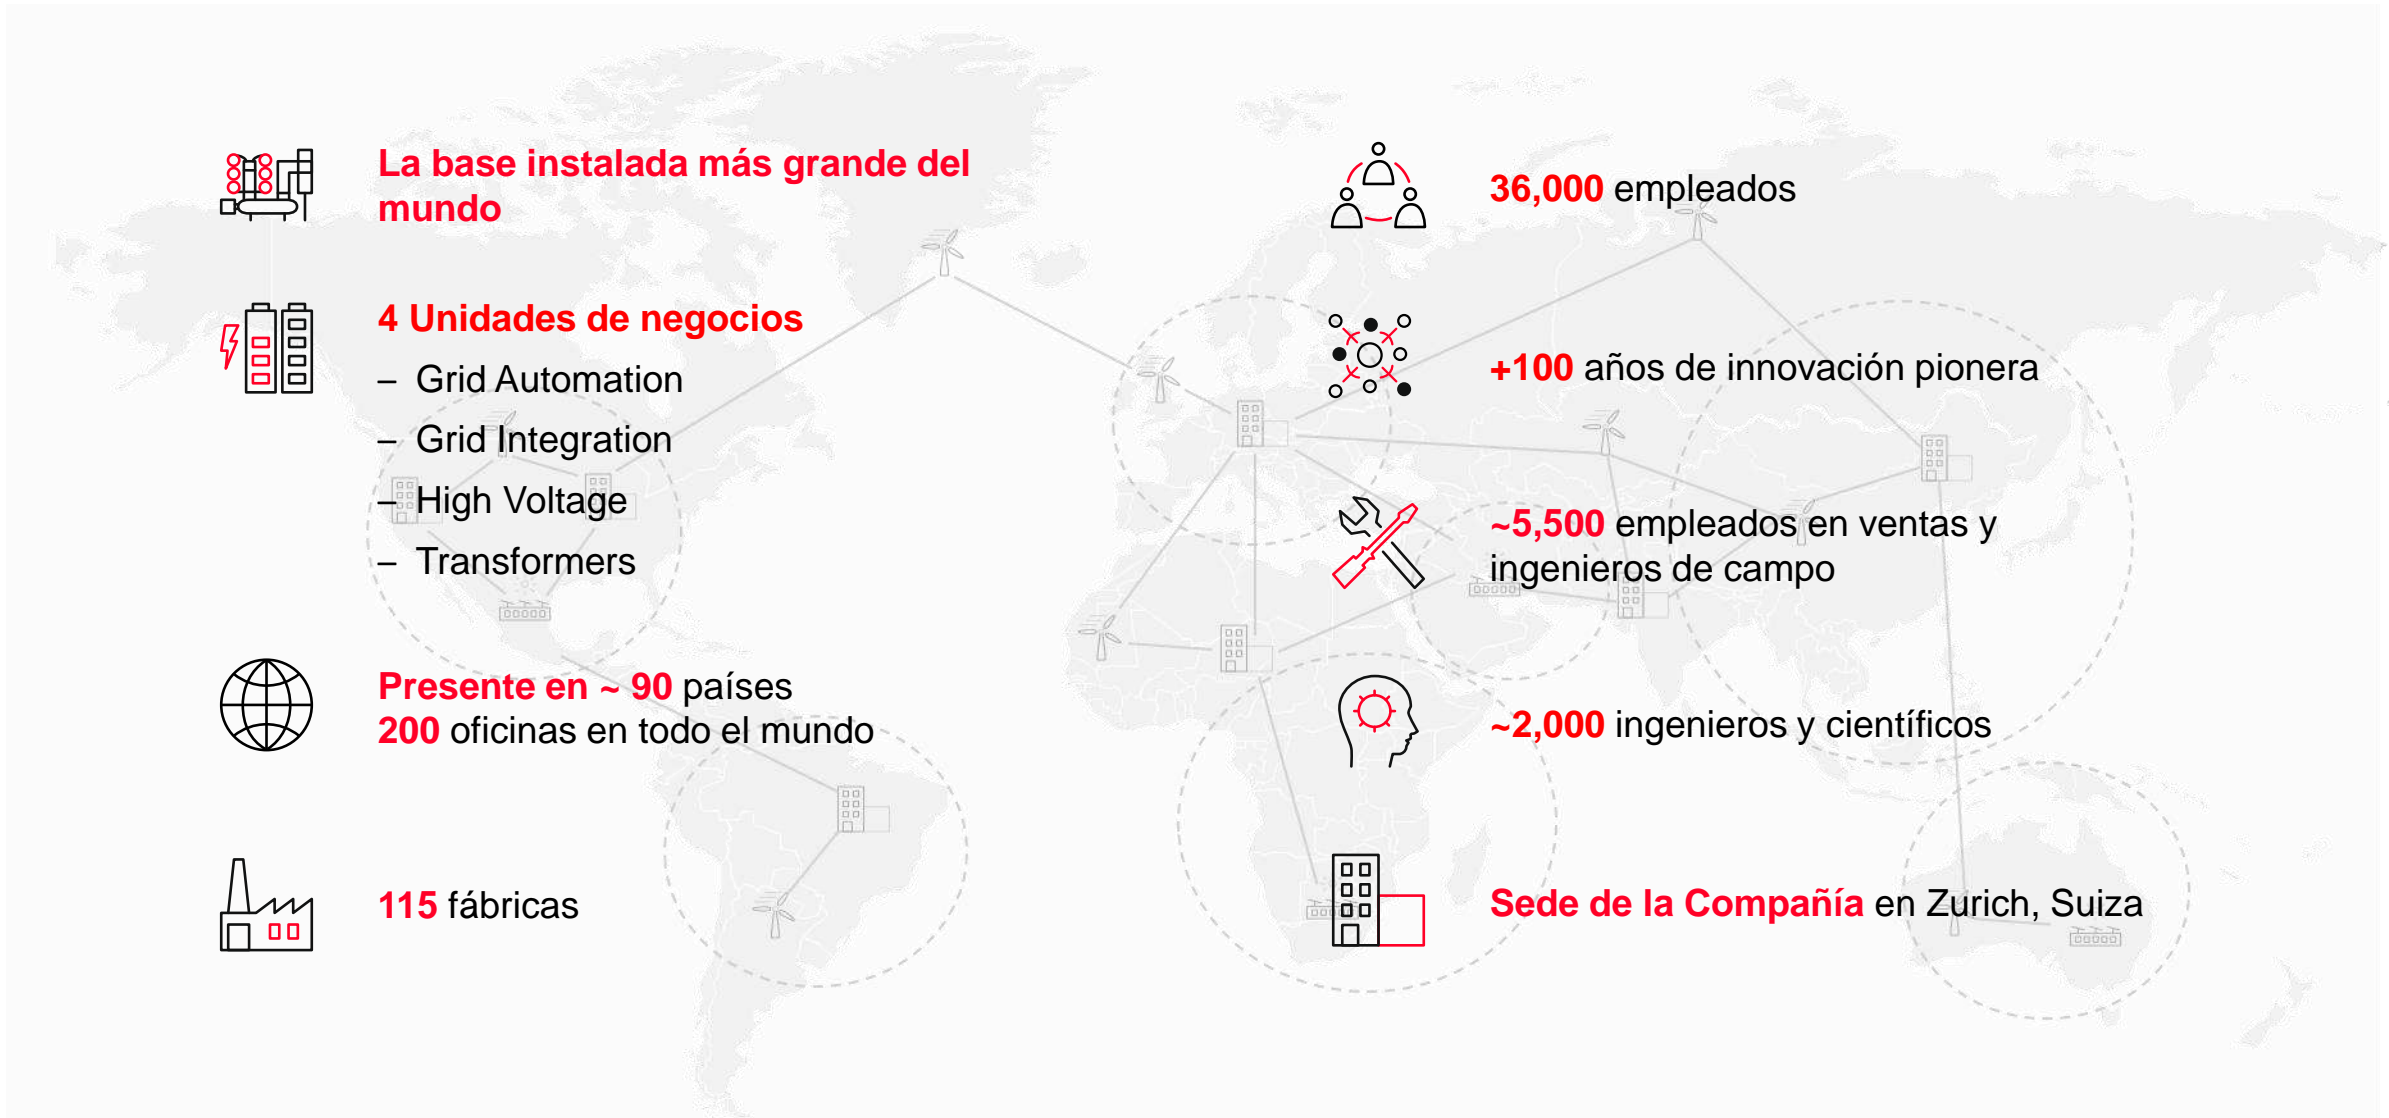 La base instalada más grande del
mundo
4 Unidades de negocios
– Grid Automation
– Grid Integration
– High Voltage
– Transformers
Presente en ~ 90 países
200 oficinas en todo el mundo
115 fábricas
36,000 empleados
+100 años de innovación pionera
~5,500 empleados en ventas y
ingenieros de campo
~2,000 ingenieros y científicos
Sede de la Compañía en Zurich, Suiza